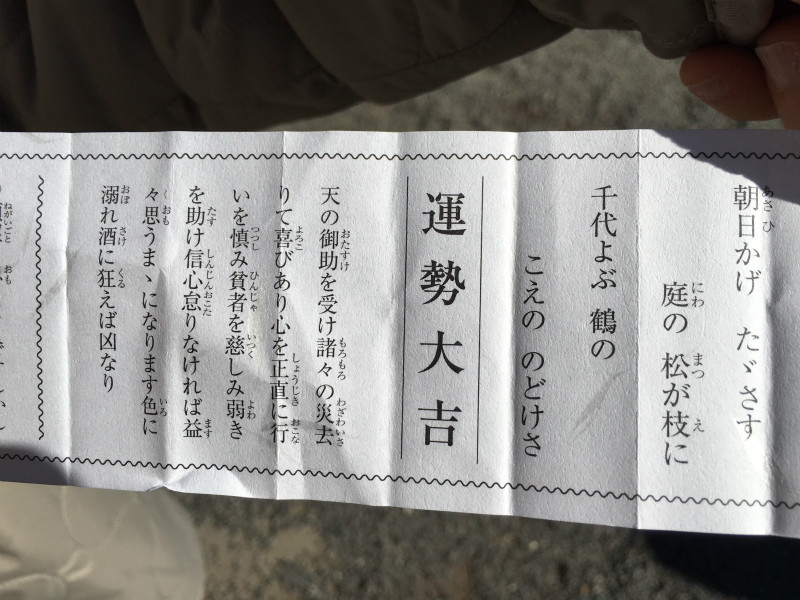 朝日かげ たゞさす
庭の 松が枝に
千代よぶ 鶴の
こえの のどけさ
運勢大吉
天の御助を受け諸々の災去
りて喜びあり心を正直に行
いを慎み貧者を慈しみ弱き
を助け信心怠りなければ益
々思うまゝになります色に
溺れ酒に狂えば凶なり